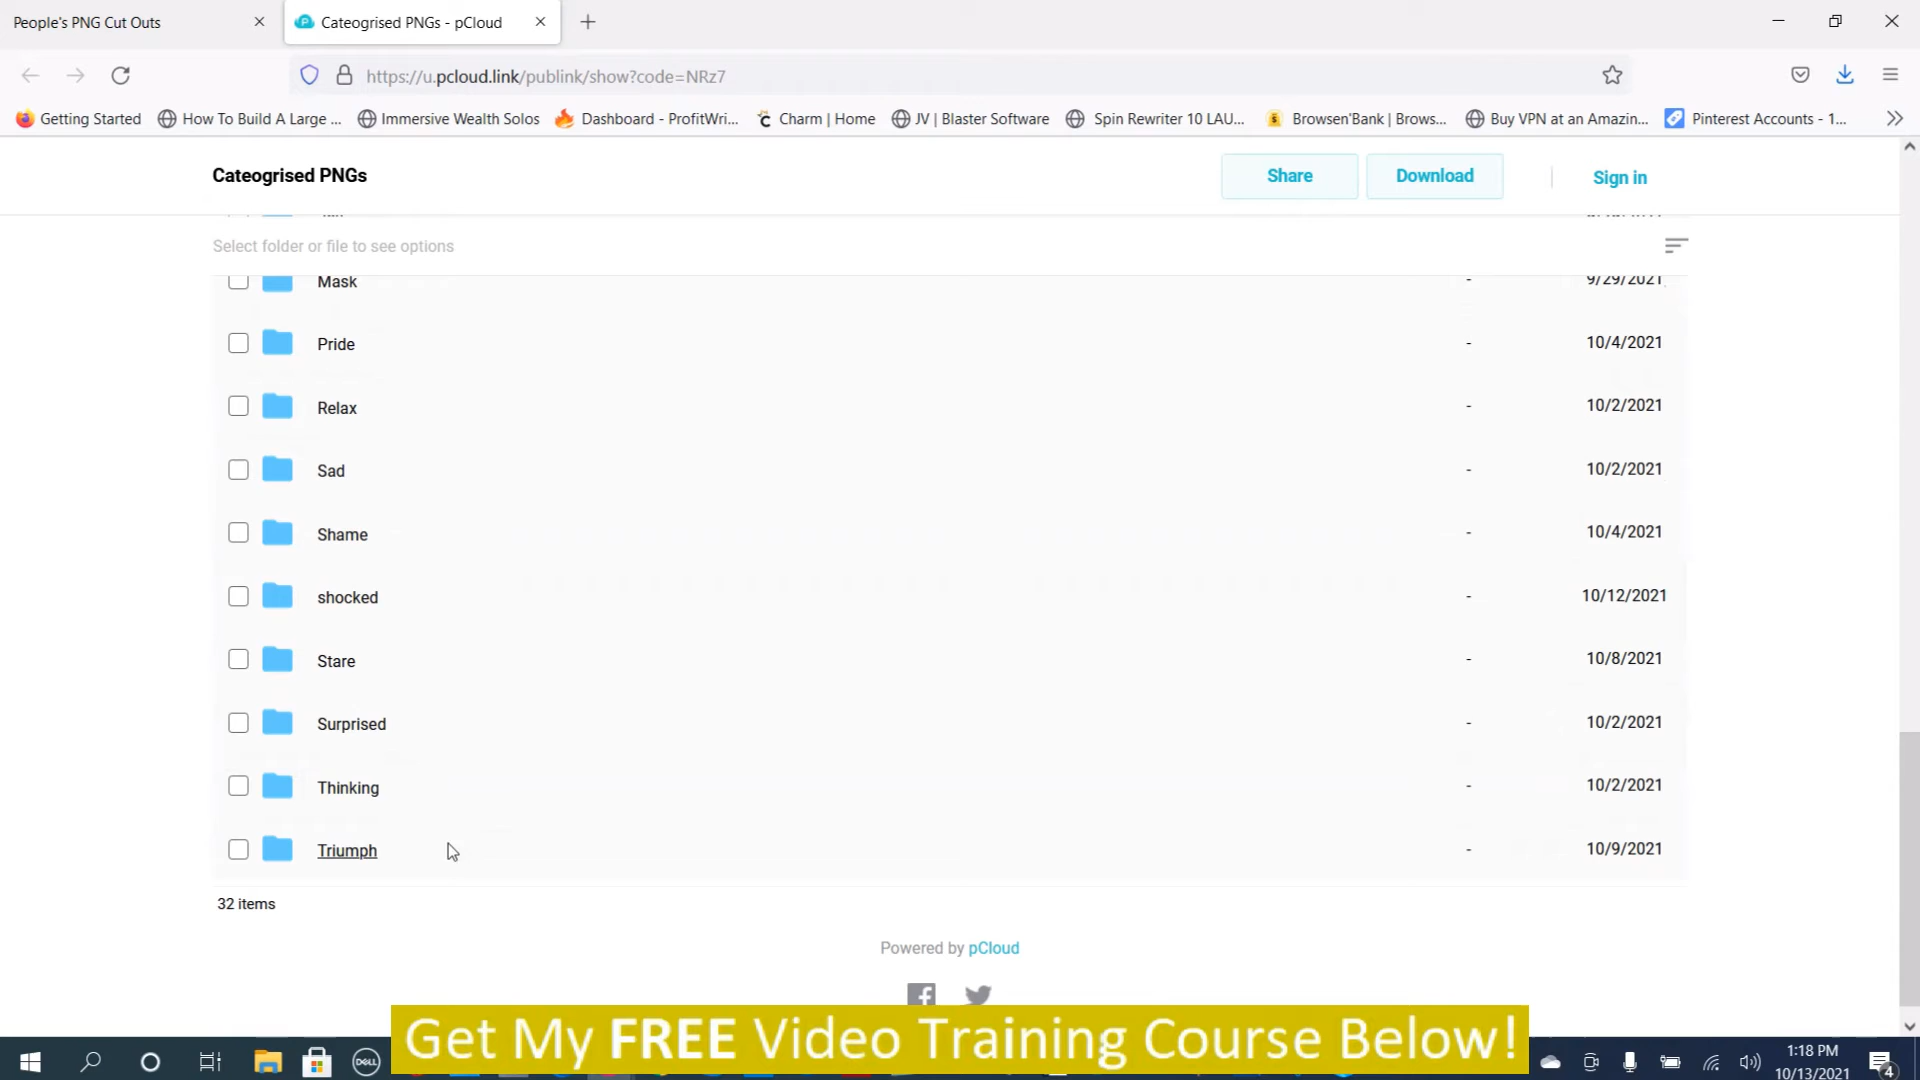 People's PNG Cut Outs
Cateogrised PNGs - pCloud
https://u.pcloud.link/publink/show?code=NRz7
Getting Started
How To Build A Large ...
Immersive Wealth Solos
Dashboard - ProfitWri...
Charm | Home
JV | Blaster Software
Spin Rewriter 10 LAU...
Browsen'Bank | Brows...
Buy VPN at an Amazin...
Pinterest Accounts - 1...
Cateogrised PNGs
Share
Download
Sign in
Select folder or file to see options
Mask - 9/29/2021
Pride - 10/4/2021
Relax - 10/2/2021
Sad - 10/2/2021
Shame - 10/4/2021
shocked - 10/12/2021
Stare - 10/8/2021
Surprised - 10/2/2021
Thinking - 10/2/2021
Triumph - 10/9/2021
32 items
Powered by pCloud
Get My FREE Video Training Course Below!
DELL
1:18 PM
10/13/2021
4